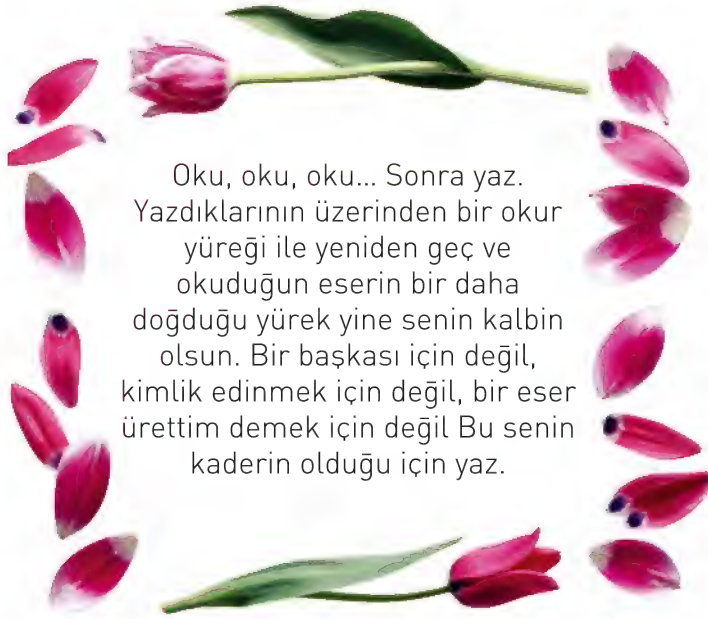 Oku, oku, oku... Sonra yaz.
Yazdıklarının üzerinden bir okur
yüreği ile yeniden geç ve
okuduğun eserin bir daha
doğduğu yürek yine senin kalbin
olsun. Bir başkası için değil,
kimlik edinmek için değil, bir eser
ürettim demek için değil Bu senin
kaderin olduğu için yaz.